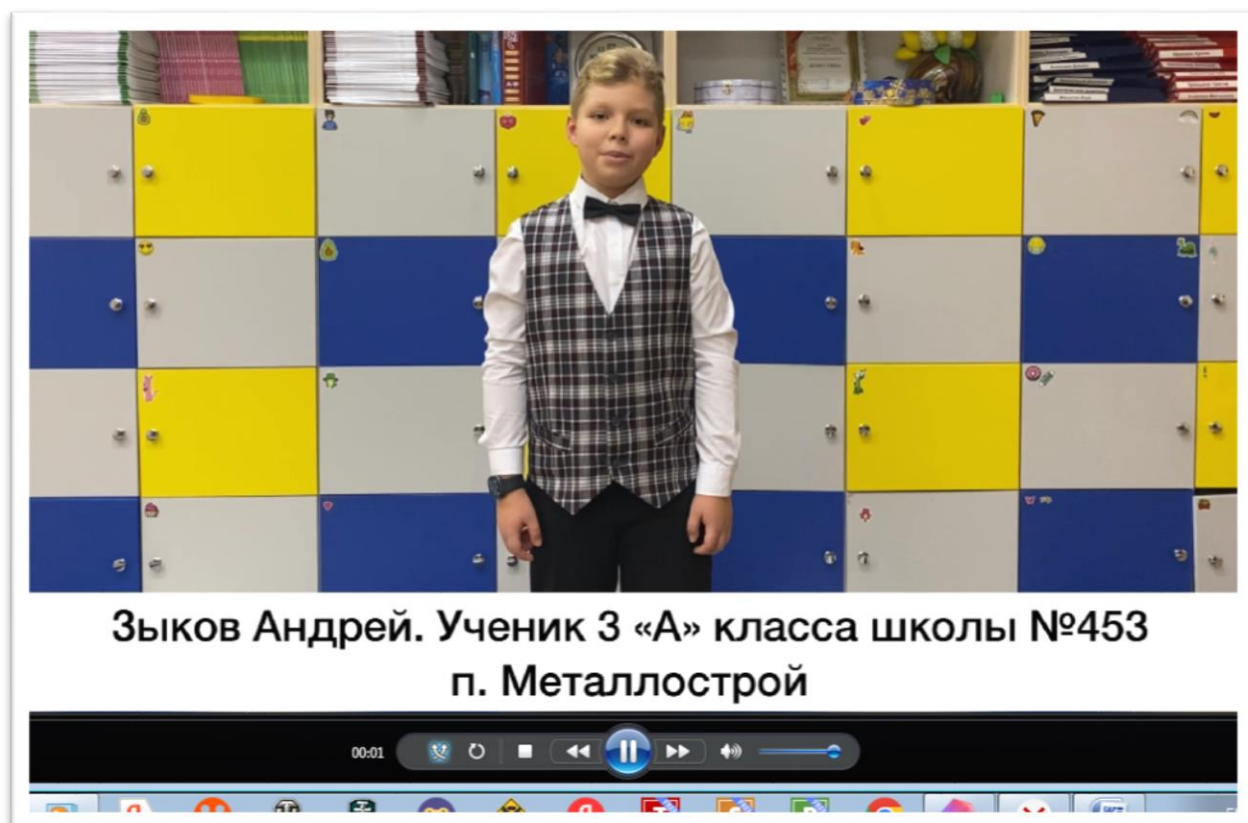 Зыков Андрей. Ученик 3 «А» класса школы №453
п. Металлострой
00:01